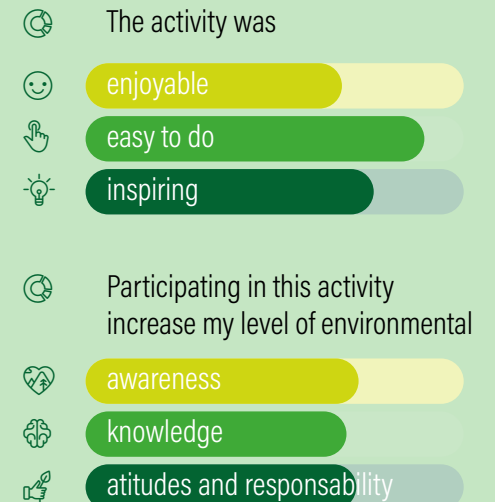 The activity was
enjoyable
easy to do
inspiring
Participating in this activity
increase my level of environmental
awareness
knowledge
atitudes and responsability